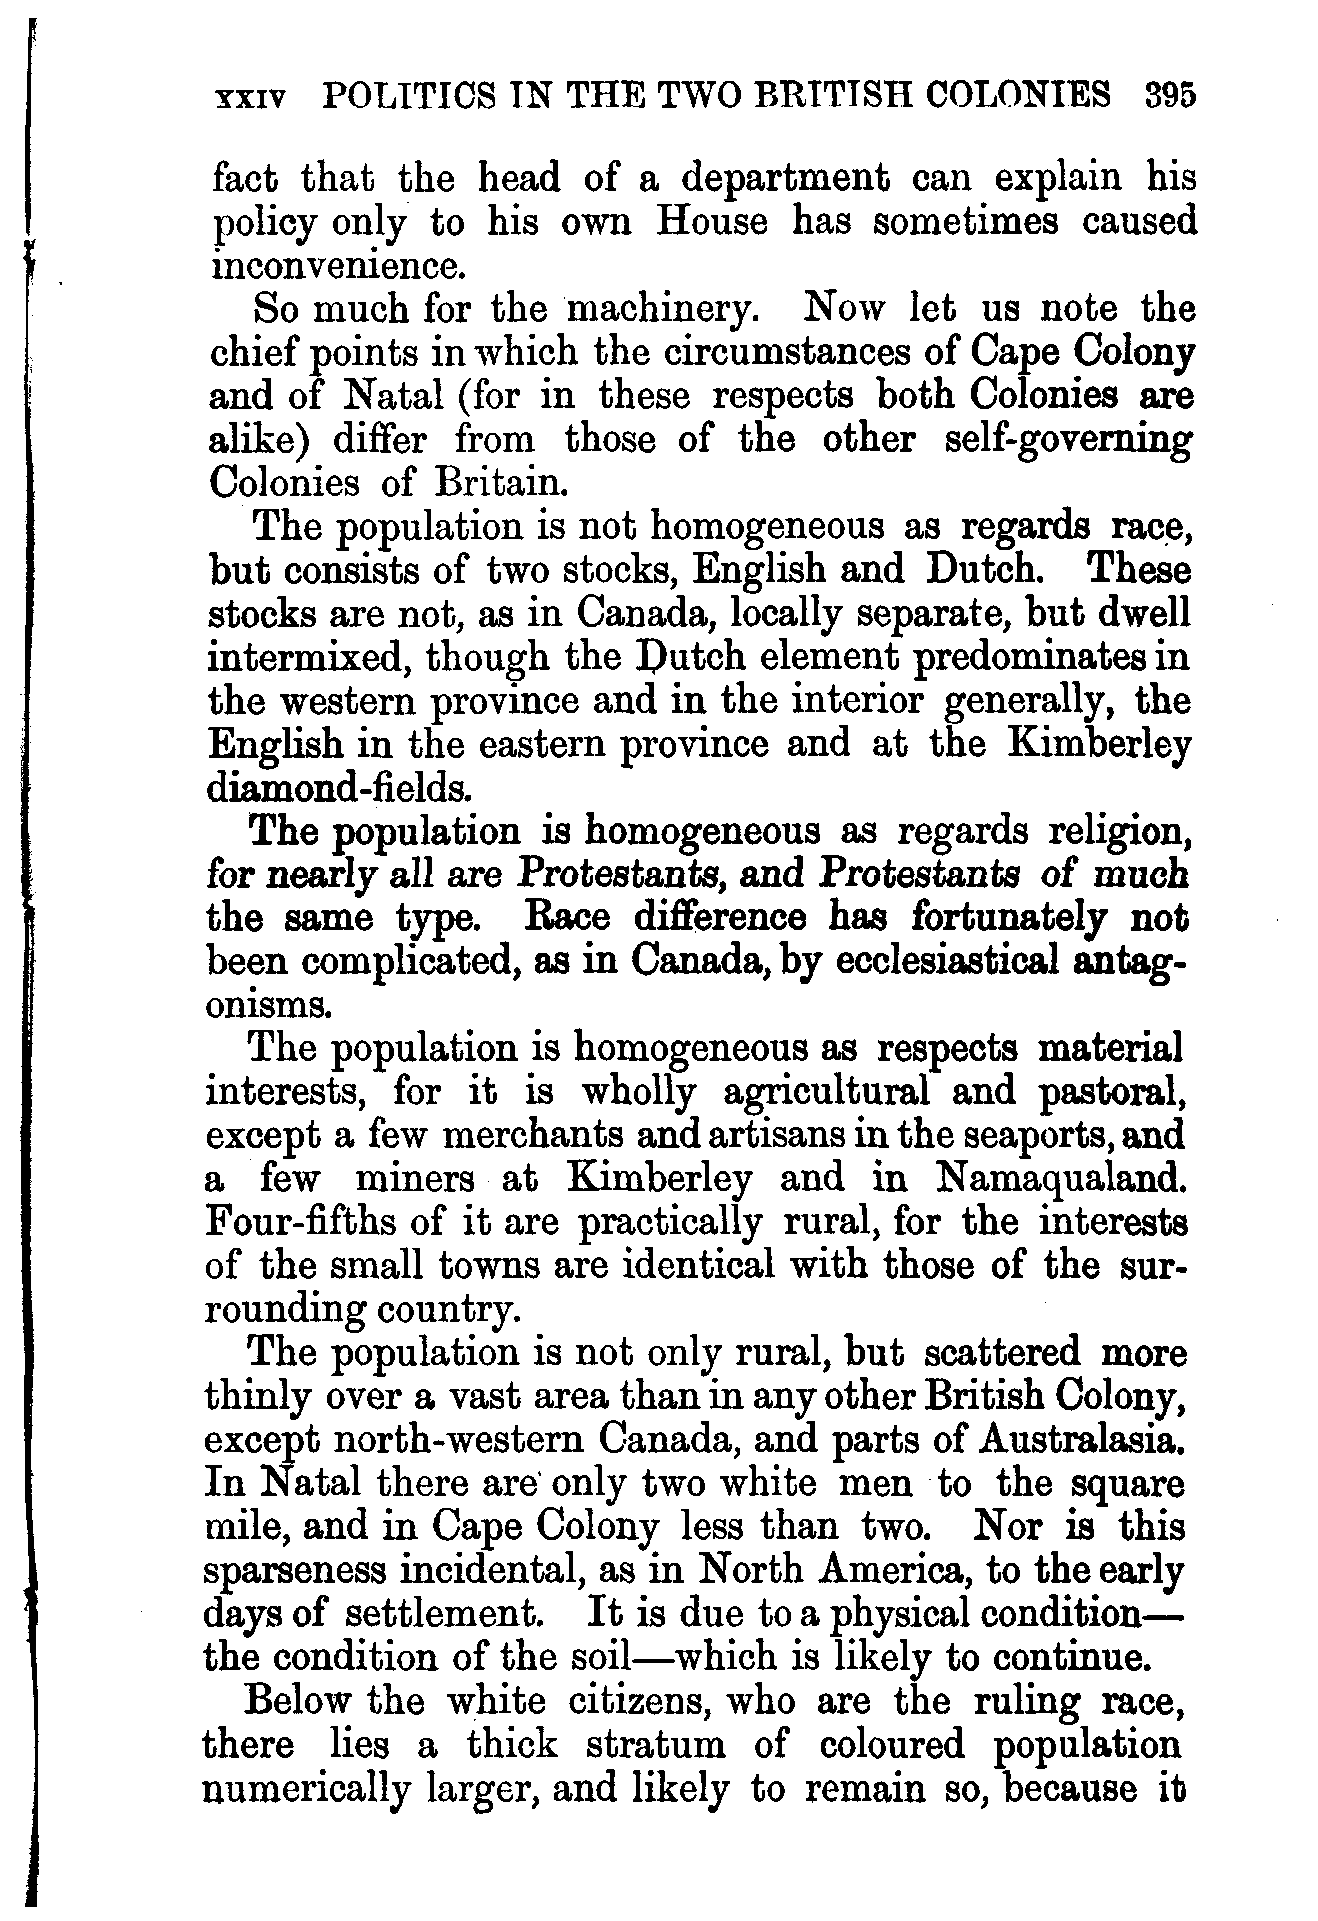 XXIV POLITICS IN THE TWO BRITISH COLONIES 395
fact that the head of a department can explain his
policy only to his own House has sometimes caused
inconvenience.
So much for the machinery. Now let us note the
chief points in which the circumstances of Cape Colony
and of Natal (for in these respects both Colonies are
alike) differ from those of the other self-governing
Colonies of Britain.
The population is not homogeneous as regards race,
but consists of two stocks, English and Dutch. These
stocks are not, as in Canada, locally separate, but dwell
intermixed, though the Dutch element predominates in
the western province and in the interior generally, the
English in the eastern province and at the Kimberley
diamond-fields.
The population is homogeneous as regards religion,
for nearly all are Protestants, and Protestants of much
the same type. Race difference has fortunately not
been complicated, as in Canada, by ecclesiastical antag-
onisms.
The population is homogeneous as respects material
interests, for it is wholly agricultural and pastoral,
except a few merchants and artisans in the seaports, and
a few miners at Kimberley and in Namaqualand.
Four-fifths of it are practically rural, for the interests
of the small towns are identical with those of the sur-
rounding country.
The population is not only rural, but scattered more
thinly over a vast area than in any other British Colony,
except north-western Canada, and parts of Australasia.
In Natal there are only two white men to the square
mile, and in Cape Colony less than two. Nor is this
sparseness incidental, as in North America, to the early
days of settlement. It is due to a physical condition—
the condition of the soil—which is likely to continue.
Below the white citizens, who are the ruling race,
there lies a thick stratum of coloured population
numerically larger, and likely to remain so, because it